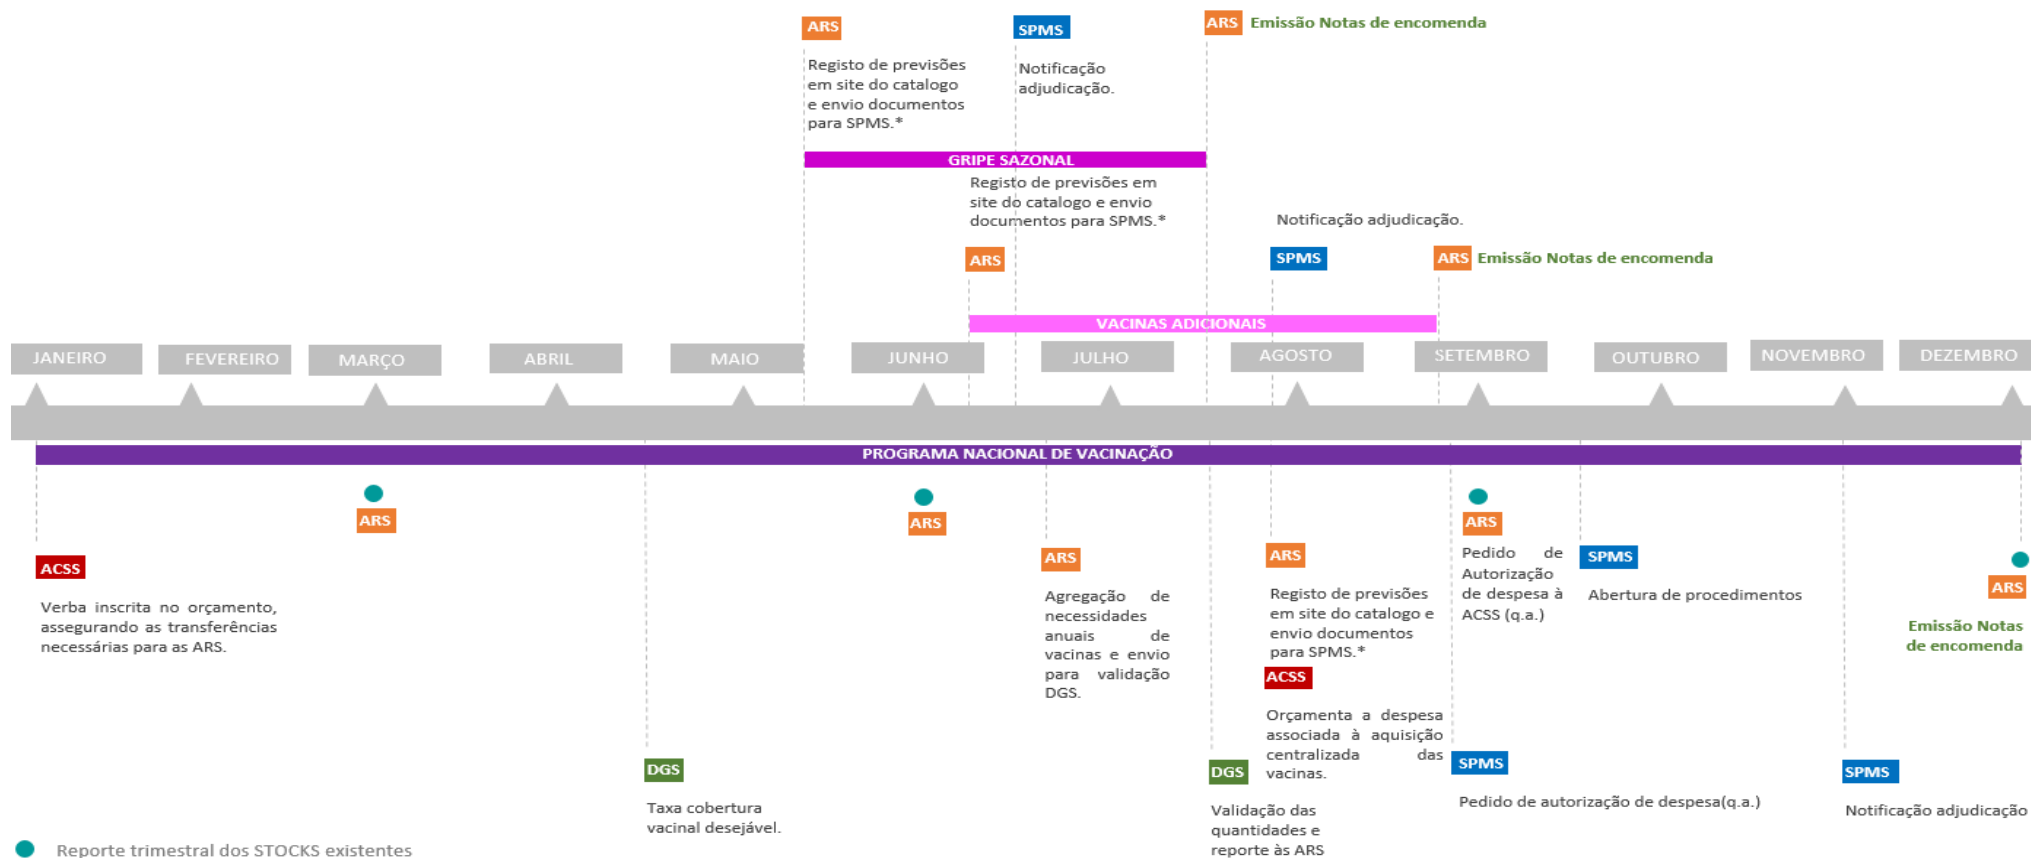 ARS
Registo de previsões
em site do catalogo
e envio documentos
para SPMS.*
SPMS
Notificação
adjudicação.
ARS Emissão Notas de encomenda
GRIPE SAZONAL
Registo de previsões em
site do catalogo e envio
documentos para SPMS.*
ARS
Notificação adjudicação.
SPMS
ARS Emissão Notas de encomenda
VACINAS ADICIONAIS
JANEIRO FEVEREIRO MARÇO ABRIL MAIO JUNHO JULHO AGOSTO SETEMBRO OUTUBRO NOVEMBRO DEZEMBRO
PROGRAMA NACIONAL DE VACINAÇÃO
ACSS
Verba inscrita no orçamento,
assegurando as transferências
necessárias para as ARS.
ARS
DGS
Taxa cobertura
vacinal desejável.
ARS
ARS
Agregação de
necessidades
anuais de
vacinas e envio
para validação
DGS.
DGS
Validação das
quantidades e
reporte às ARS
ARS
Registo de previsões
em site do catalogo e
envio documentos
para SPMS.*
ACSS
Orçamenta a despesa
associada à aquisição
centralizada das
vacinas.
ARS
Pedido de
Autorização
de despesa à
ACSS (q.a.)
SPMS
Pedido de autorização de despesa(q.a.)
SPMS
Abertura de procedimentos
SPMS
Notificação adjudicação
ARS
Emissão Notas
de encomenda
Reporte trimestral dos STOCKS existentes